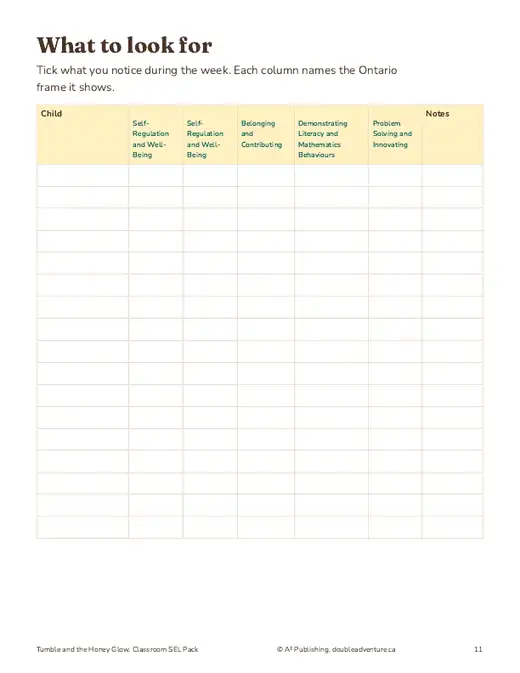 What to look for
Tick what you notice during the week. Each column names the Ontario
frame it shows.
Child
Self-
Regulation
and Well-
Being
Self-
Regulation
and Well-
Being
Belonging
and
Contributing
Demonstrating
Literacy and
Mathematics
Behaviours
Problem
Solving and
Innovating
Notes
Tumble and the Honey Glow. Classroom SEL Pack
© A² Publishing, doubleadventure.ca
11